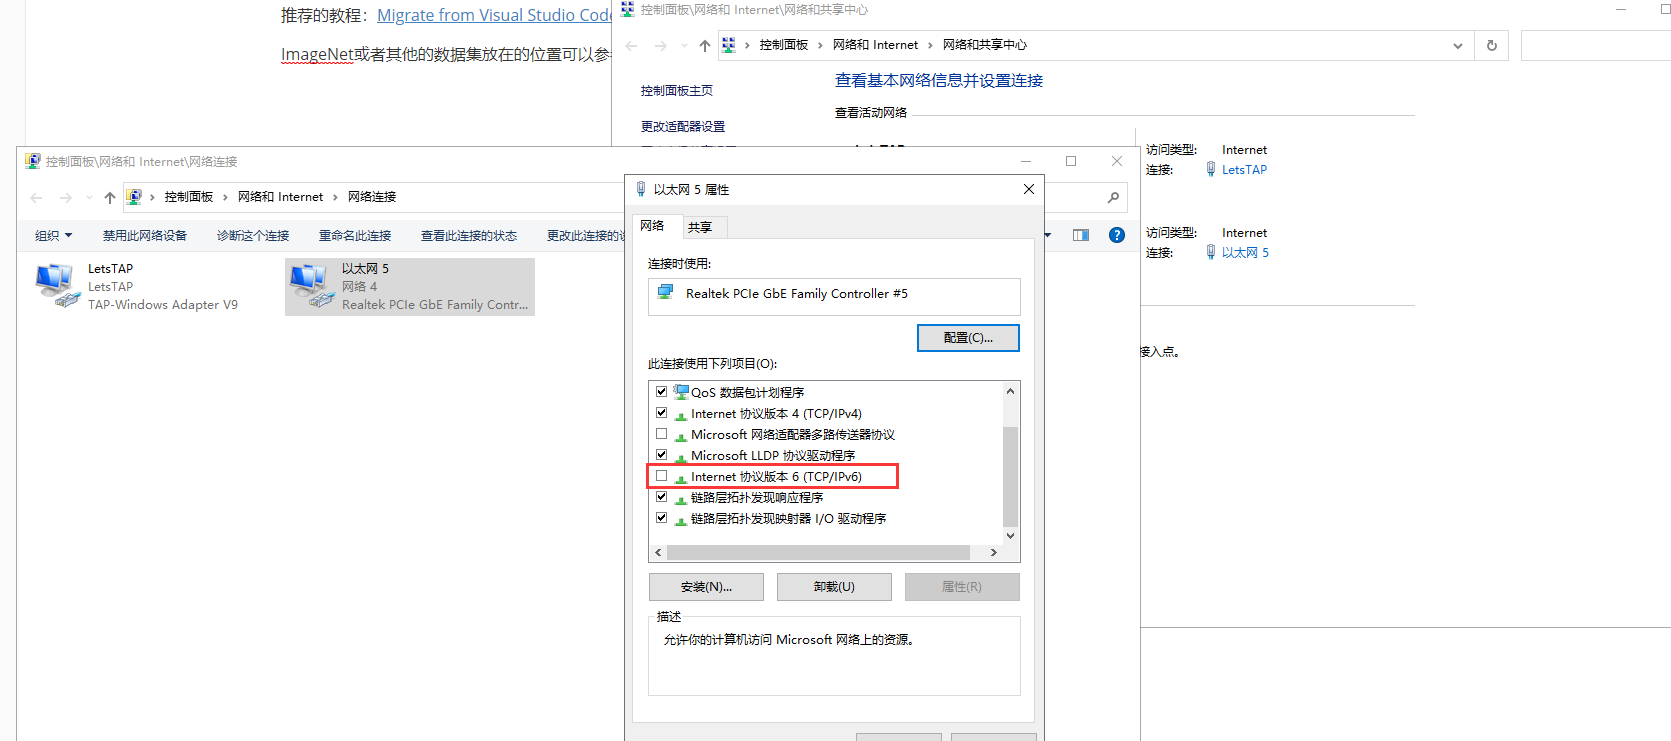 推荐的教程：Migrate from Visual Studio Code
ImageNet或者其他的数据集放在的位置可以参
控制面板\网络和 Internet\网络和共享中心
控制面板 › 网络和 Internet › 网络和共享中心
控制面板主页
更改适配器设置
查看基本网络信息并设置连接
查看活动网络
访问类型: Internet
连接: LetsTAP
访问类型: Internet
连接: 以太网 5
接入点。
控制面板\网络和 Internet\网络连接
控制面板 › 网络和 Internet › 网络连接
组织 禁用此网络设备 诊断这个连接 重命名此连接 查看此连接的状态 更改此连接的设
LetsTAP
LetsTAP
TAP-Windows Adapter V9
以太网 5
网络 4
Realtek PCIe GbE Family Contr...
以太网 5 属性
网络 共享
连接时使用:
Realtek PCIe GbE Family Controller #5
配置(C)...
此连接使用下列项目(O):
QoS 数据包计划程序
Internet 协议版本 4 (TCP/IPv4)
Microsoft 网络适配器多路传送器协议
Microsoft LLDP 协议驱动程序
Internet 协议版本 6 (TCP/IPv6)
链路层拓扑发现响应程序
链路层拓扑发现映射器 I/O 驱动程序
安装(N)... 卸载(U) 属性(R)
描述
允许你的计算机访问 Microsoft 网络上的资源。